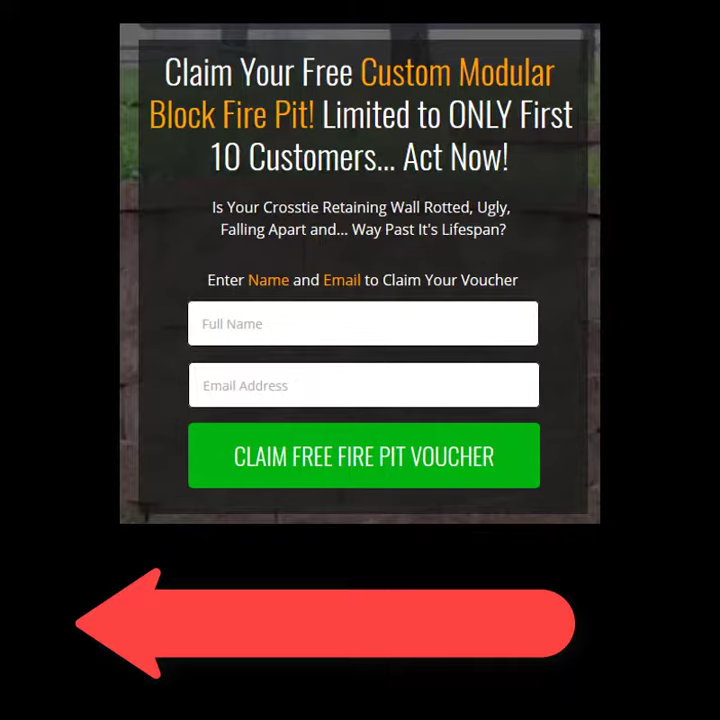 Claim Your Free Custom Modular
Block Fire Pit! Limited to ONLY First
10 Customers... Act Now!
Is Your Crosstie Retaining Wall Rotted, Ugly,
Falling Apart and... Way Past It's Lifespan?
Enter Name and Email to Claim Your Voucher
Full Name
Email Address
CLAIM FREE FIRE PIT VOUCHER